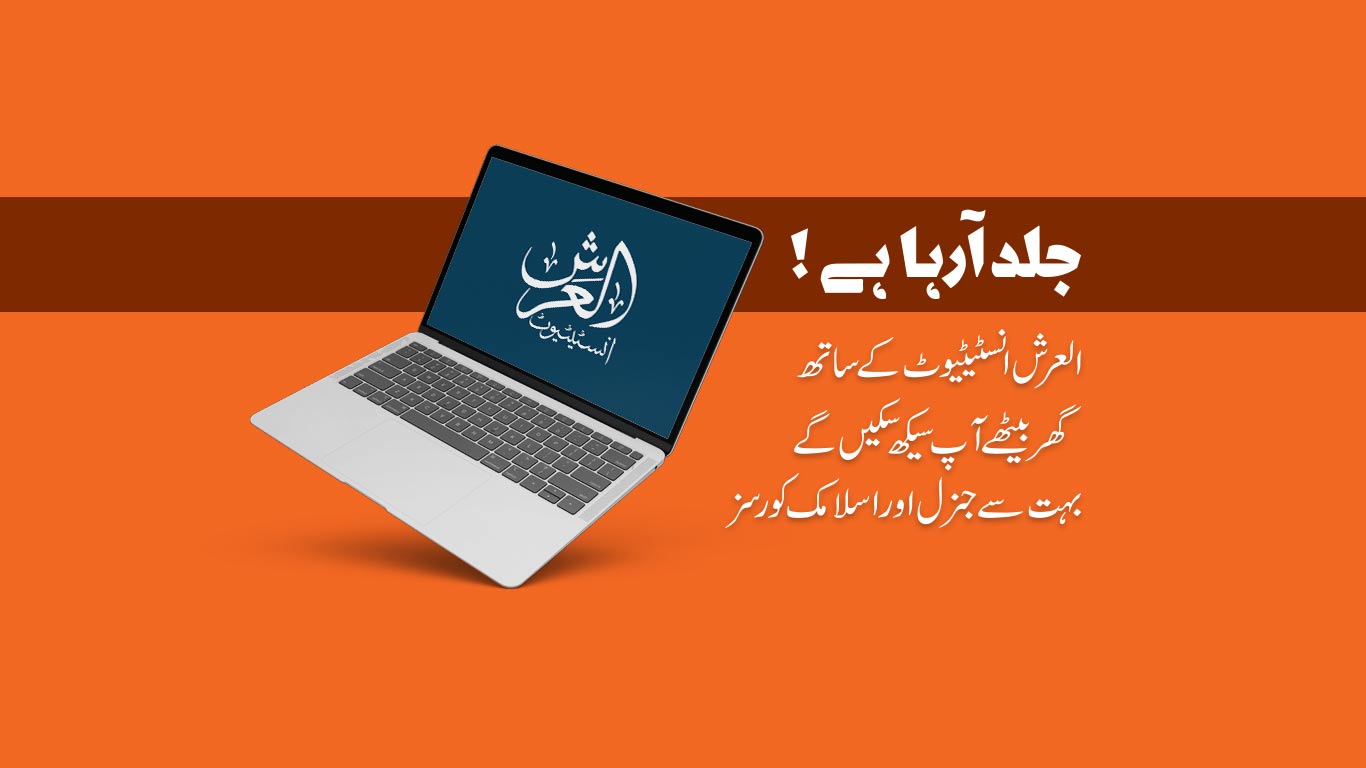 جلد آرہا ہے !
العرش انسٹیٹیوٹ کے ساتھ
گھر بیٹھے آپ سیکھ سکیں گے
بہت سے جنرل اور اسلامک کورسز
العرش
انسٹیٹیوٹ